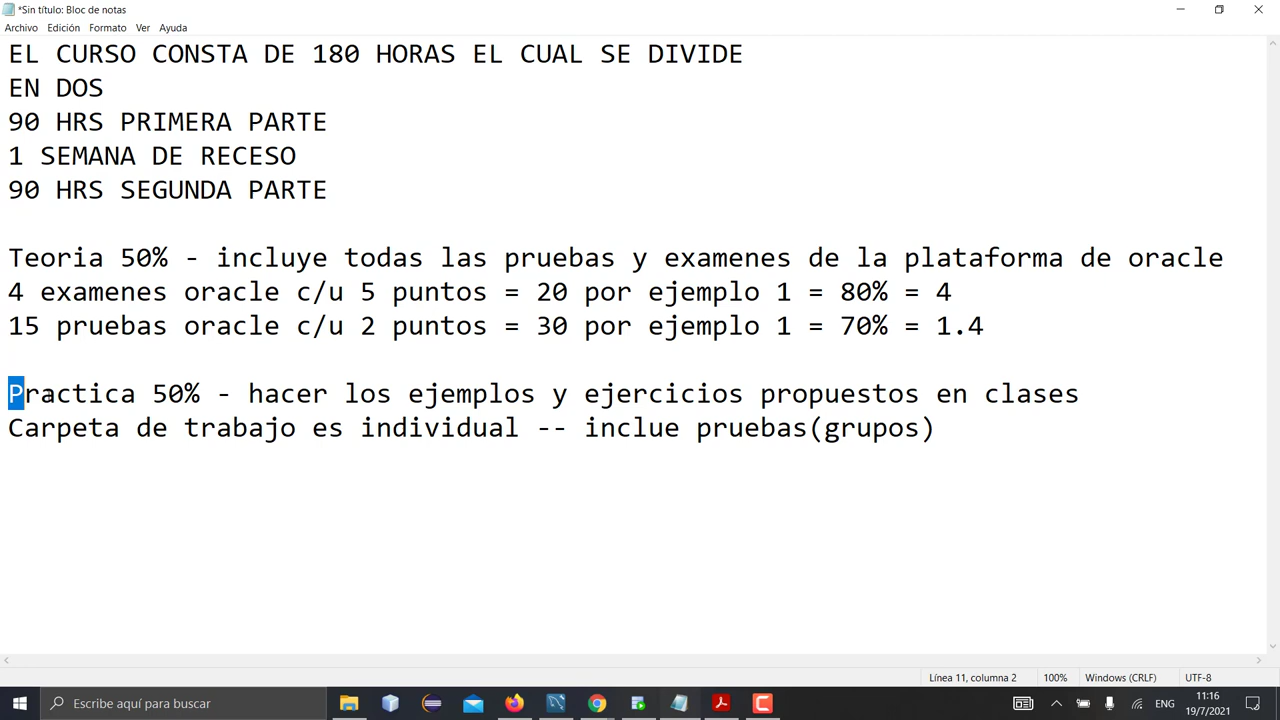 *Sin título: Bloc de notas
Archivo Edición Formato Ver Ayuda
EL CURSO CONSTA DE 180 HORAS EL CUAL SE DIVIDE
EN DOS
90 HRS PRIMERA PARTE
1 SEMANA DE RECESO
90 HRS SEGUNDA PARTE
Teoria 50% - incluye todas las pruebas y examenes de la plataforma de oracle
4 examenes oracle c/u 5 puntos = 20 por ejemplo 1 = 80% = 4
15 pruebas oracle c/u 2 puntos = 30 por ejemplo 1 = 70% = 1.4
Practica 50% - hacer los ejemplos y ejercicios propuestos en clases
Carpeta de trabajo es individual -- inclue pruebas(grupos)
Línea 11, columna 2 100% Windows (CRLF) UTF-8
Escribe aquí para buscar
ENG
11:16
19/7/2021